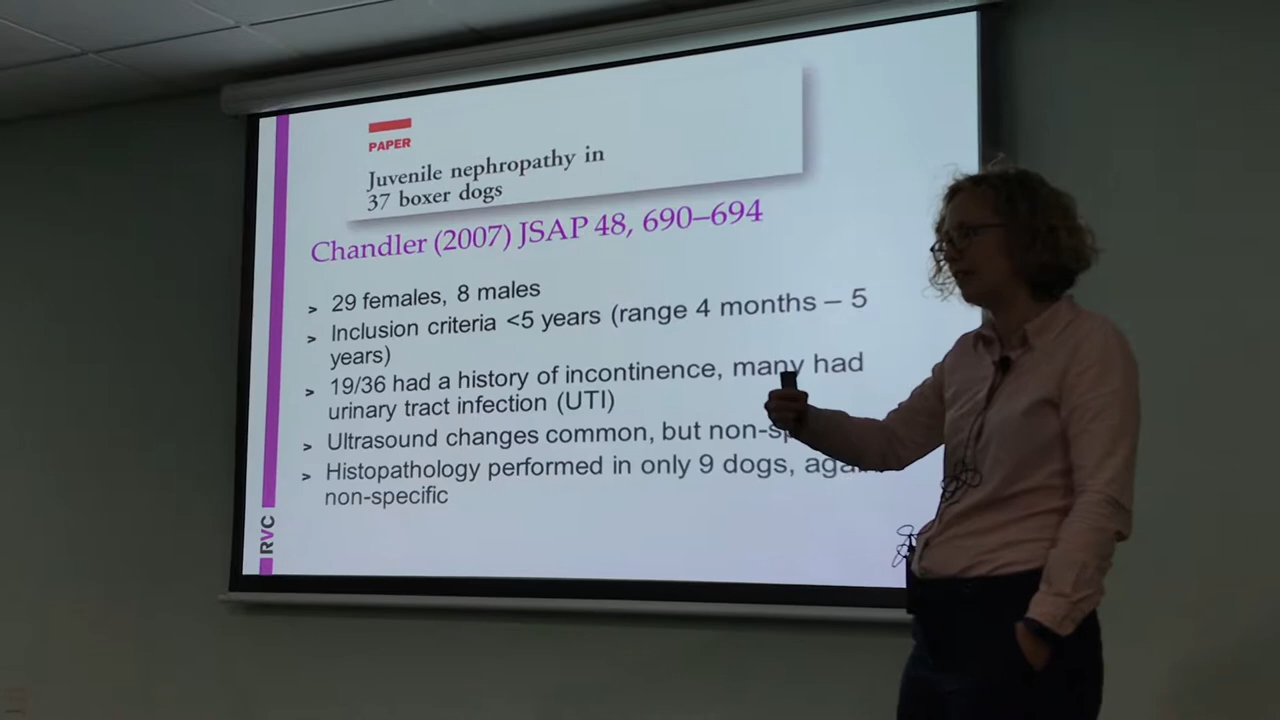 PAPER
Juvenile nephropathy in
37 boxer dogs
Chandler (2007) JSAP 48, 690–694
> 29 females, 8 males
> Inclusion criteria <5 years (range 4 months – 5
years)
> 19/36 had a history of incontinence, many had
urinary tract infection (UTI)
> Ultrasound changes common, but
> Histopathology performed in only 9 dogs,
non-specific
RVC